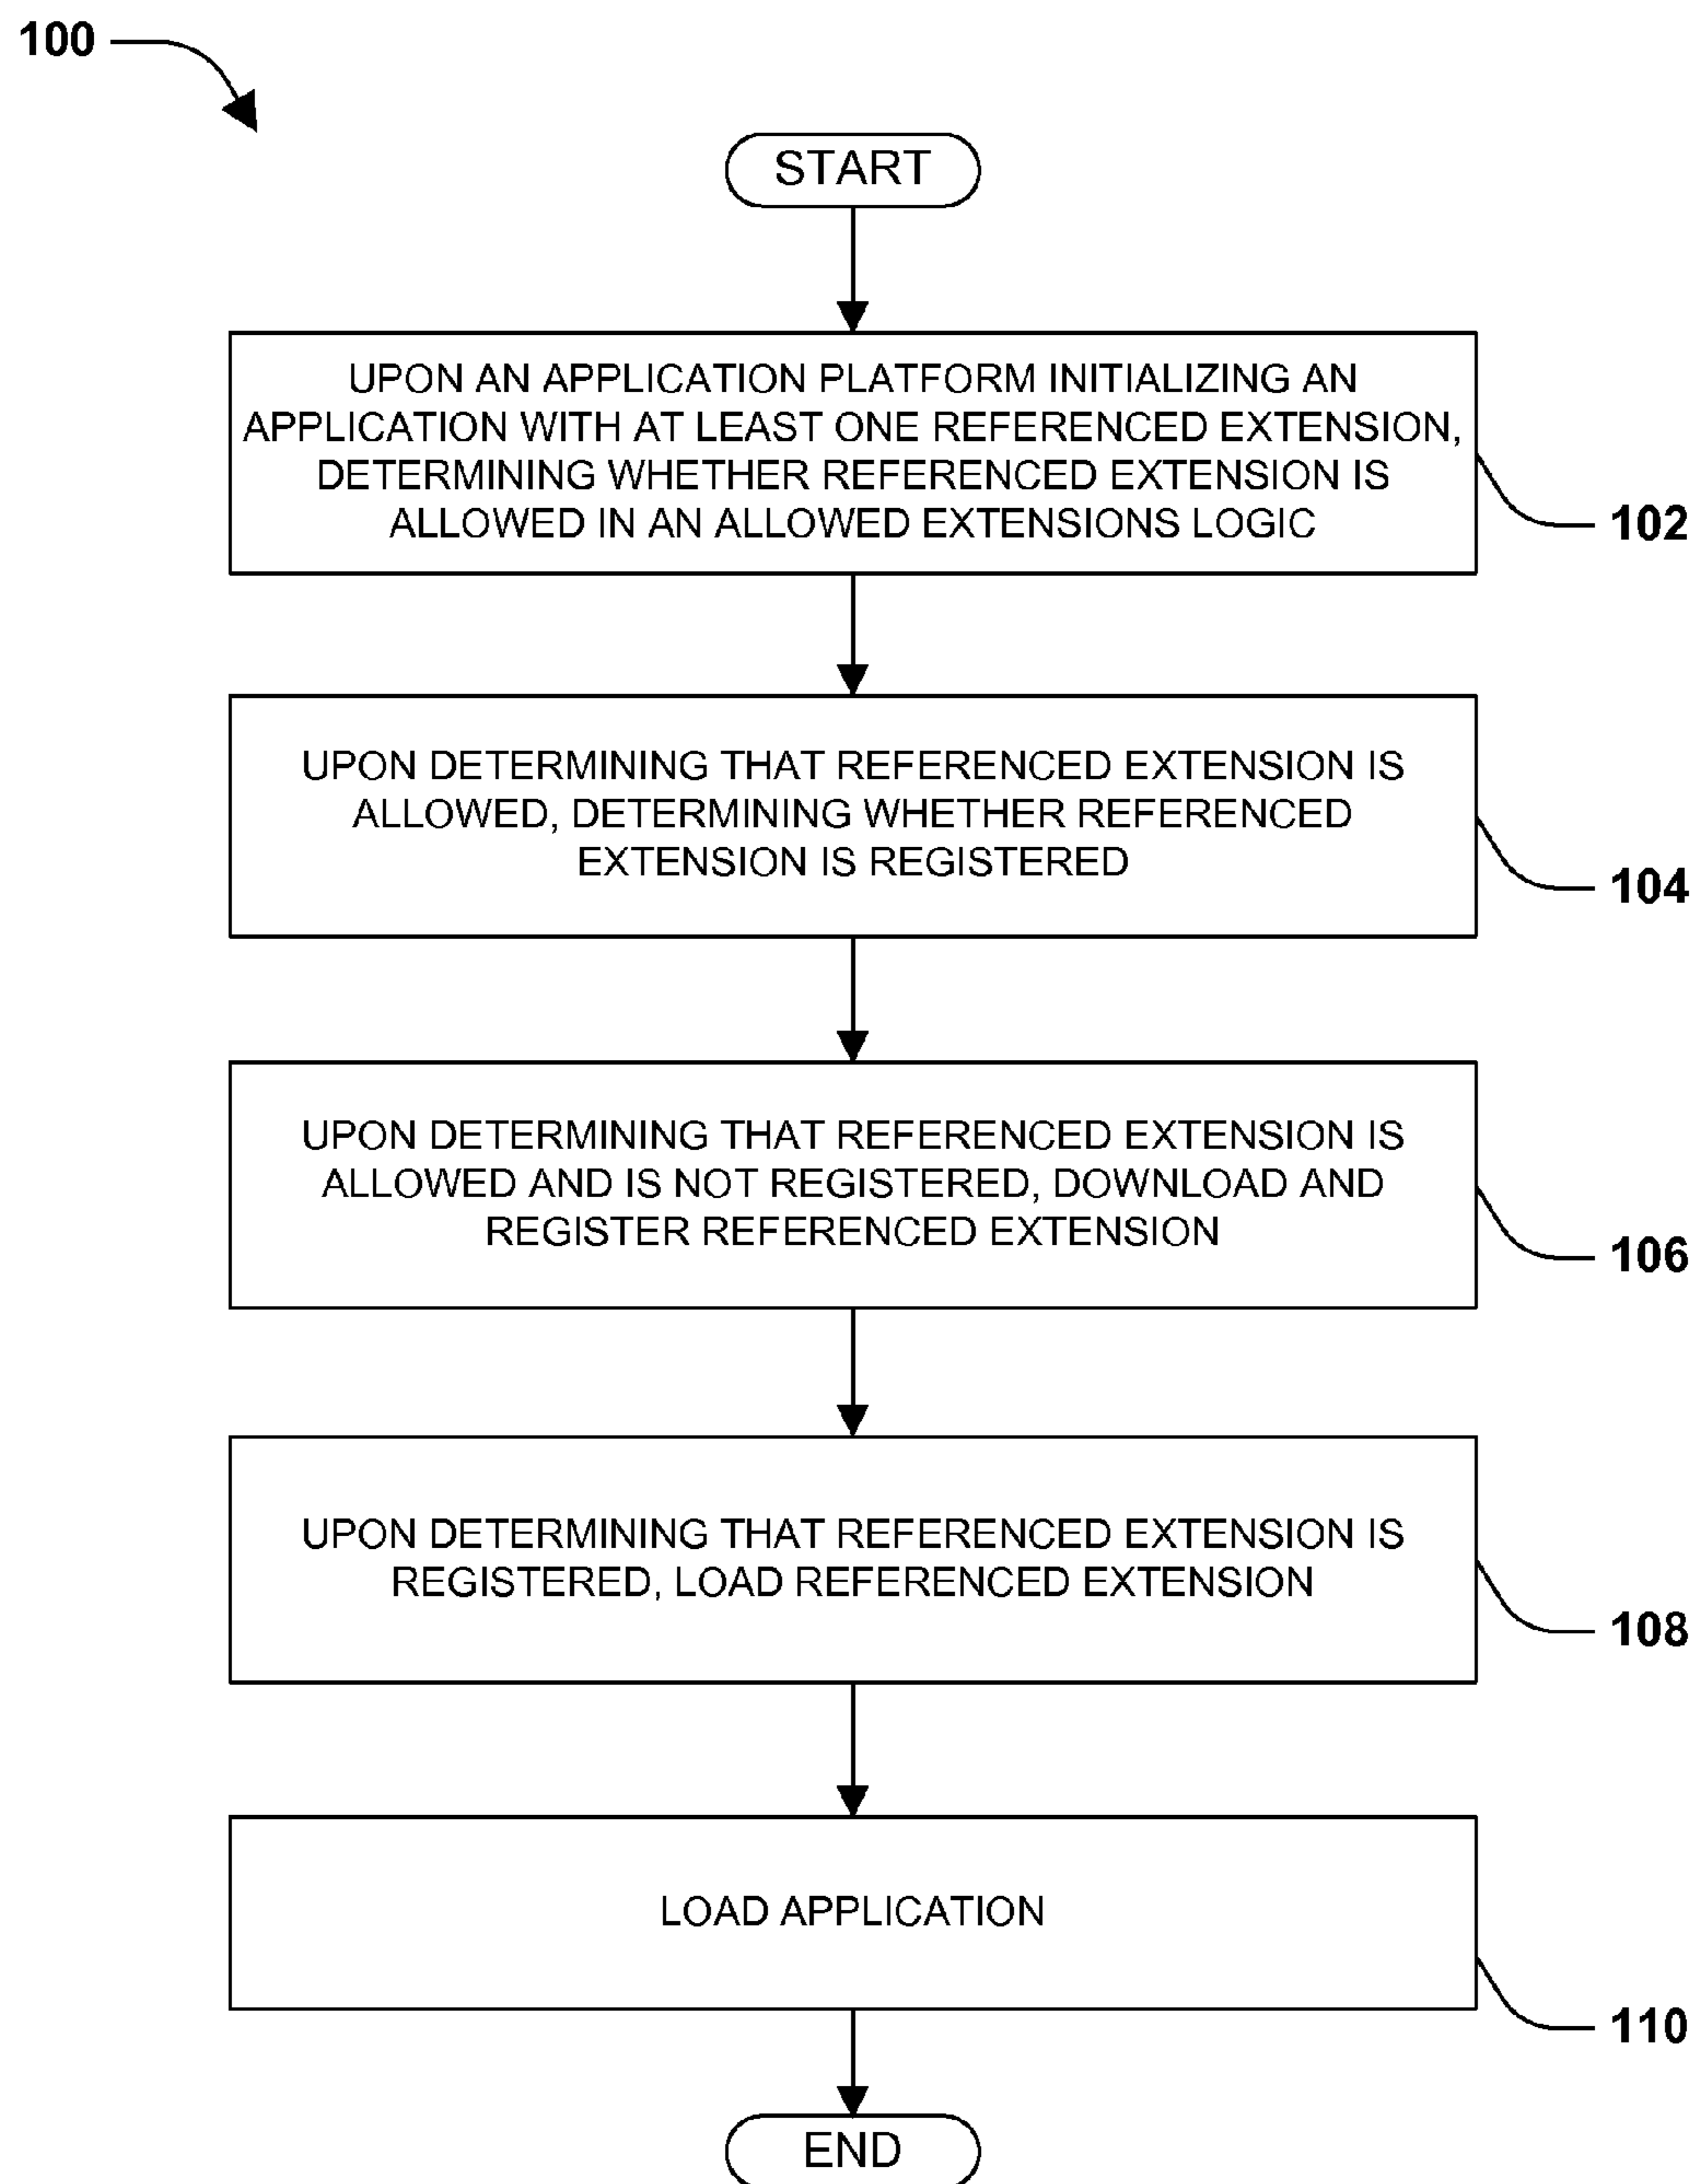 100
START
UPON AN APPLICATION PLATFORM INITIALIZING AN
APPLICATION WITH AT LEAST ONE REFERENCED EXTENSION,
DETERMINING WHETHER REFERENCED EXTENSION IS
ALLOWED IN AN ALLOWED EXTENSIONS LOGIC
102
UPON DETERMINING THAT REFERENCED EXTENSION IS
ALLOWED, DETERMINING WHETHER REFERENCED
EXTENSION IS REGISTERED
104
UPON DETERMINING THAT REFERENCED EXTENSION IS
ALLOWED AND IS NOT REGISTERED, DOWNLOAD AND
REGISTER REFERENCED EXTENSION
106
UPON DETERMINING THAT REFERENCED EXTENSION IS
REGISTERED, LOAD REFERENCED EXTENSION
108
LOAD APPLICATION
110
END